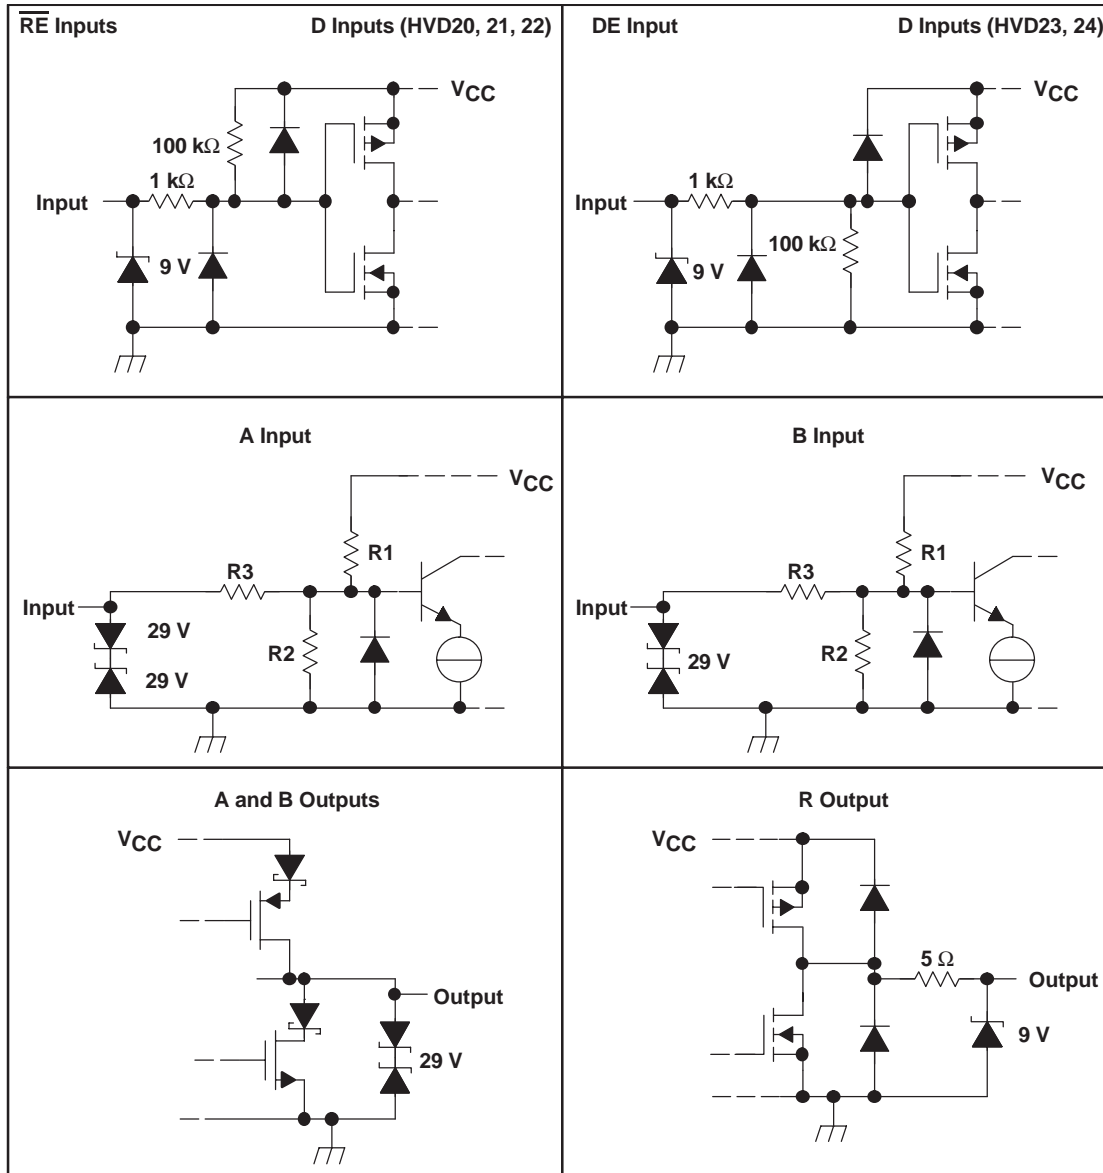 R̅E̅ Inputs
D Inputs (HVD20, 21, 22)
VCC
100 kΩ
1 kΩ
Input
9 V
DE Input
D Inputs (HVD23, 24)
VCC
1 kΩ
Input
100 kΩ
9 V
A Input
VCC
R1
R3
Input
29 V
R2
29 V
B Input
VCC
R1
R3
Input
R2
29 V
A and B Outputs
VCC
Output
29 V
R Output
VCC
5 Ω
Output
9 V